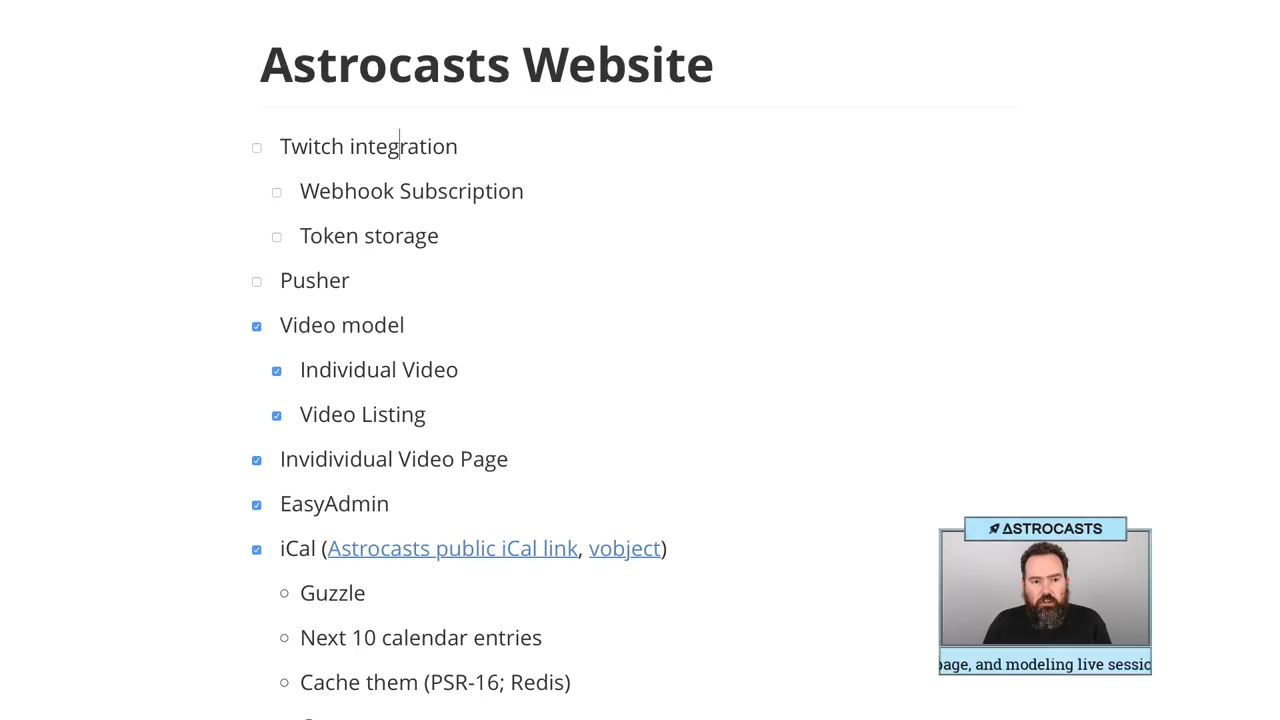 Astrocasts Website
Twitch integration
Webhook Subscription
Token storage
Pusher
Video model
Individual Video
Video Listing
Invidividual Video Page
EasyAdmin
iCal (Astrocasts public iCal link, vobject)
Guzzle
Next 10 calendar entries
Cache them (PSR-16; Redis)
ASTROCASTS
page, and modeling live